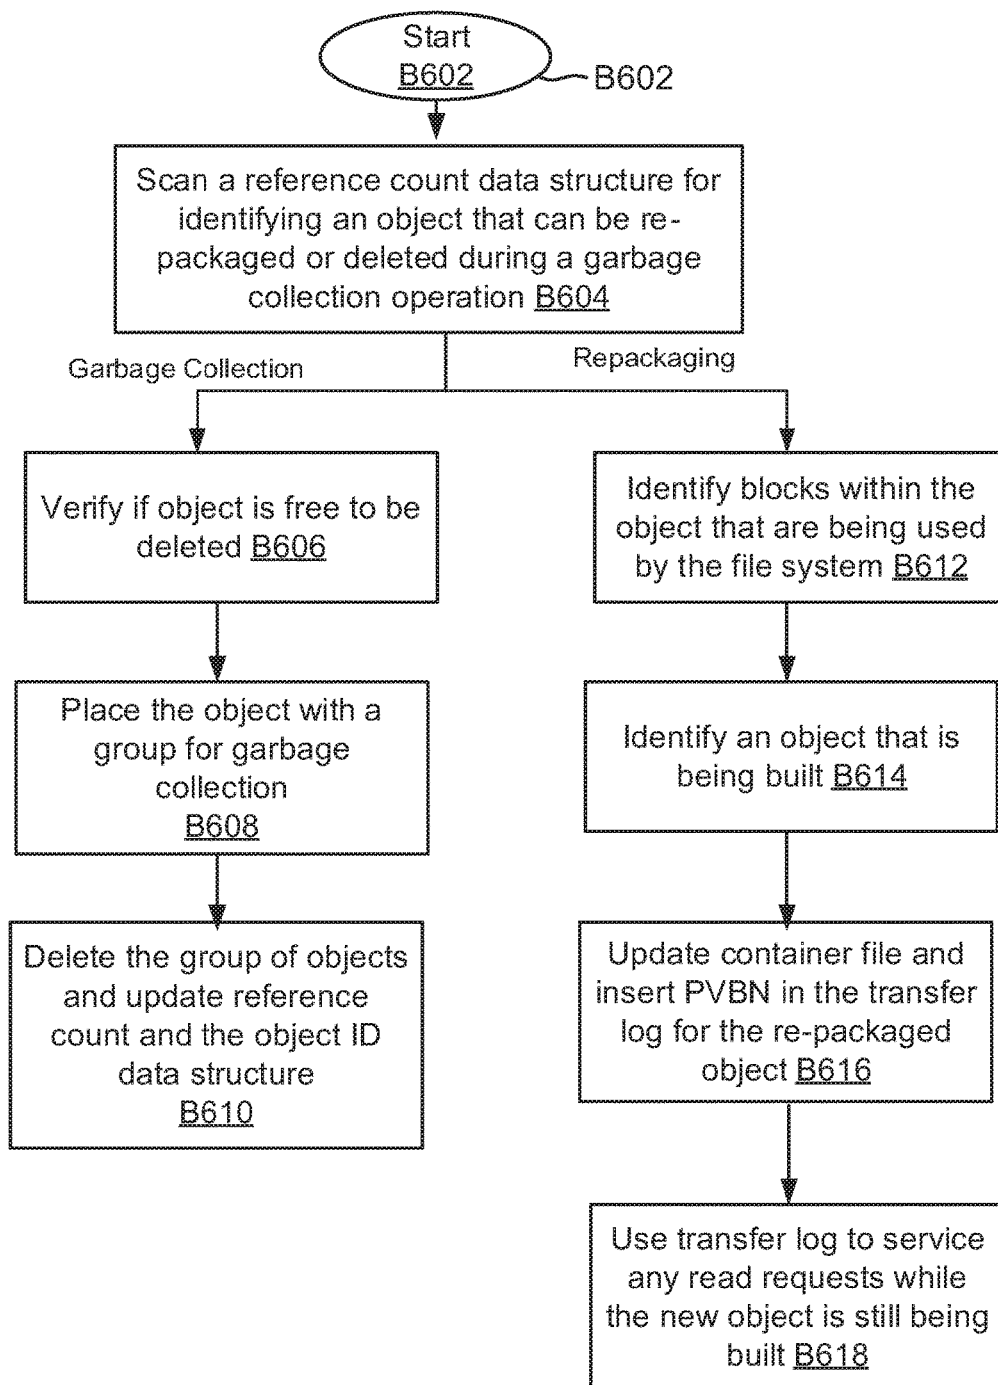 Start
B602
B602
Scan a reference count data structure for
identifying an object that can be re-
packaged or deleted during a garbage
collection operation B604
Garbage Collection
Repackaging
Verify if object is free to be
deleted B606
Place the object with a
group for garbage
collection
B608
Delete the group of objects
and update reference
count and the object ID
data structure
B610
Identify blocks within the
object that are being used
by the file system B612
Identify an object that is
being built B614
Update container file and
insert PVBN in the transfer
log for the re-packaged
object B616
Use transfer log to service
any read requests while
the new object is still being
built B618